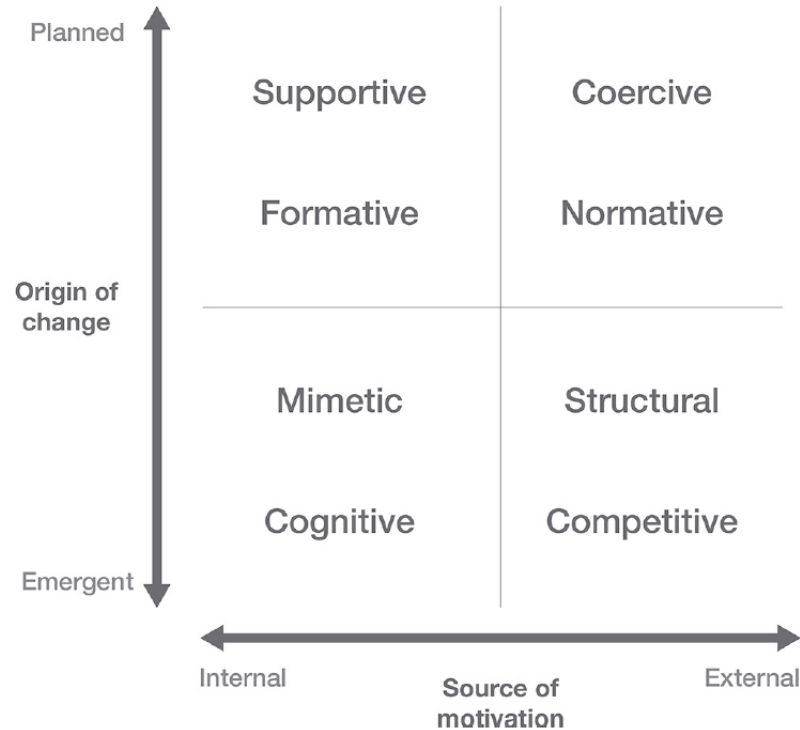 Planned
Supportive
Coercive
Formative
Normative
Origin of
change
Mimetic
Structural
Cognitive
Competitive
Emergent
Internal
External
Source of
motivation